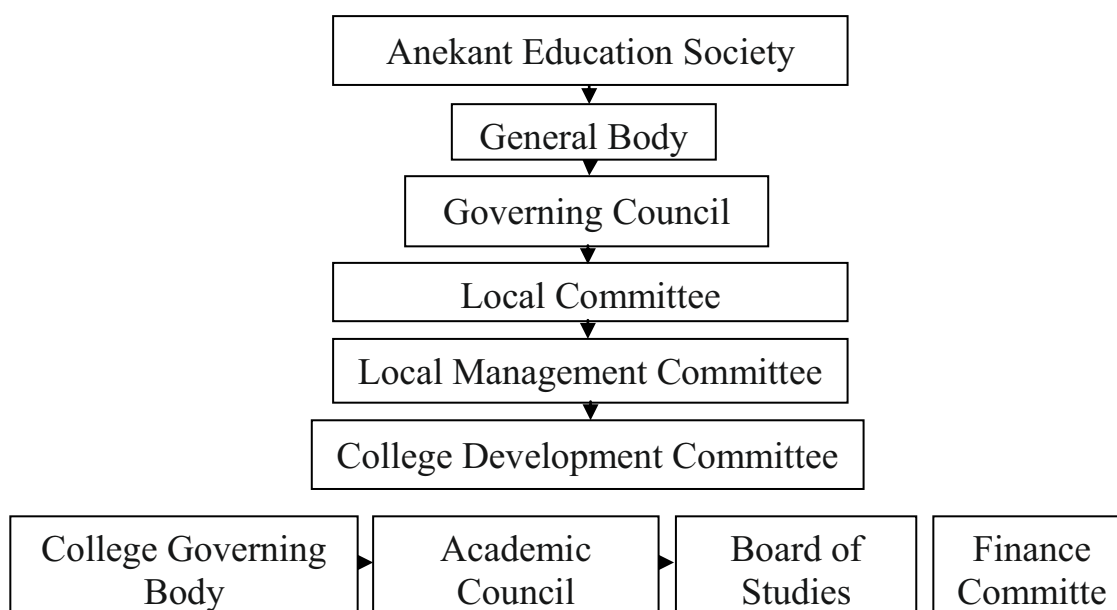 Anekant Education Society
General Body
Governing Council
Local Committee
Local Management Committee
College Development Committee
College Governing
Body
Academic
Council
Board of
Studies
Finance
Committe